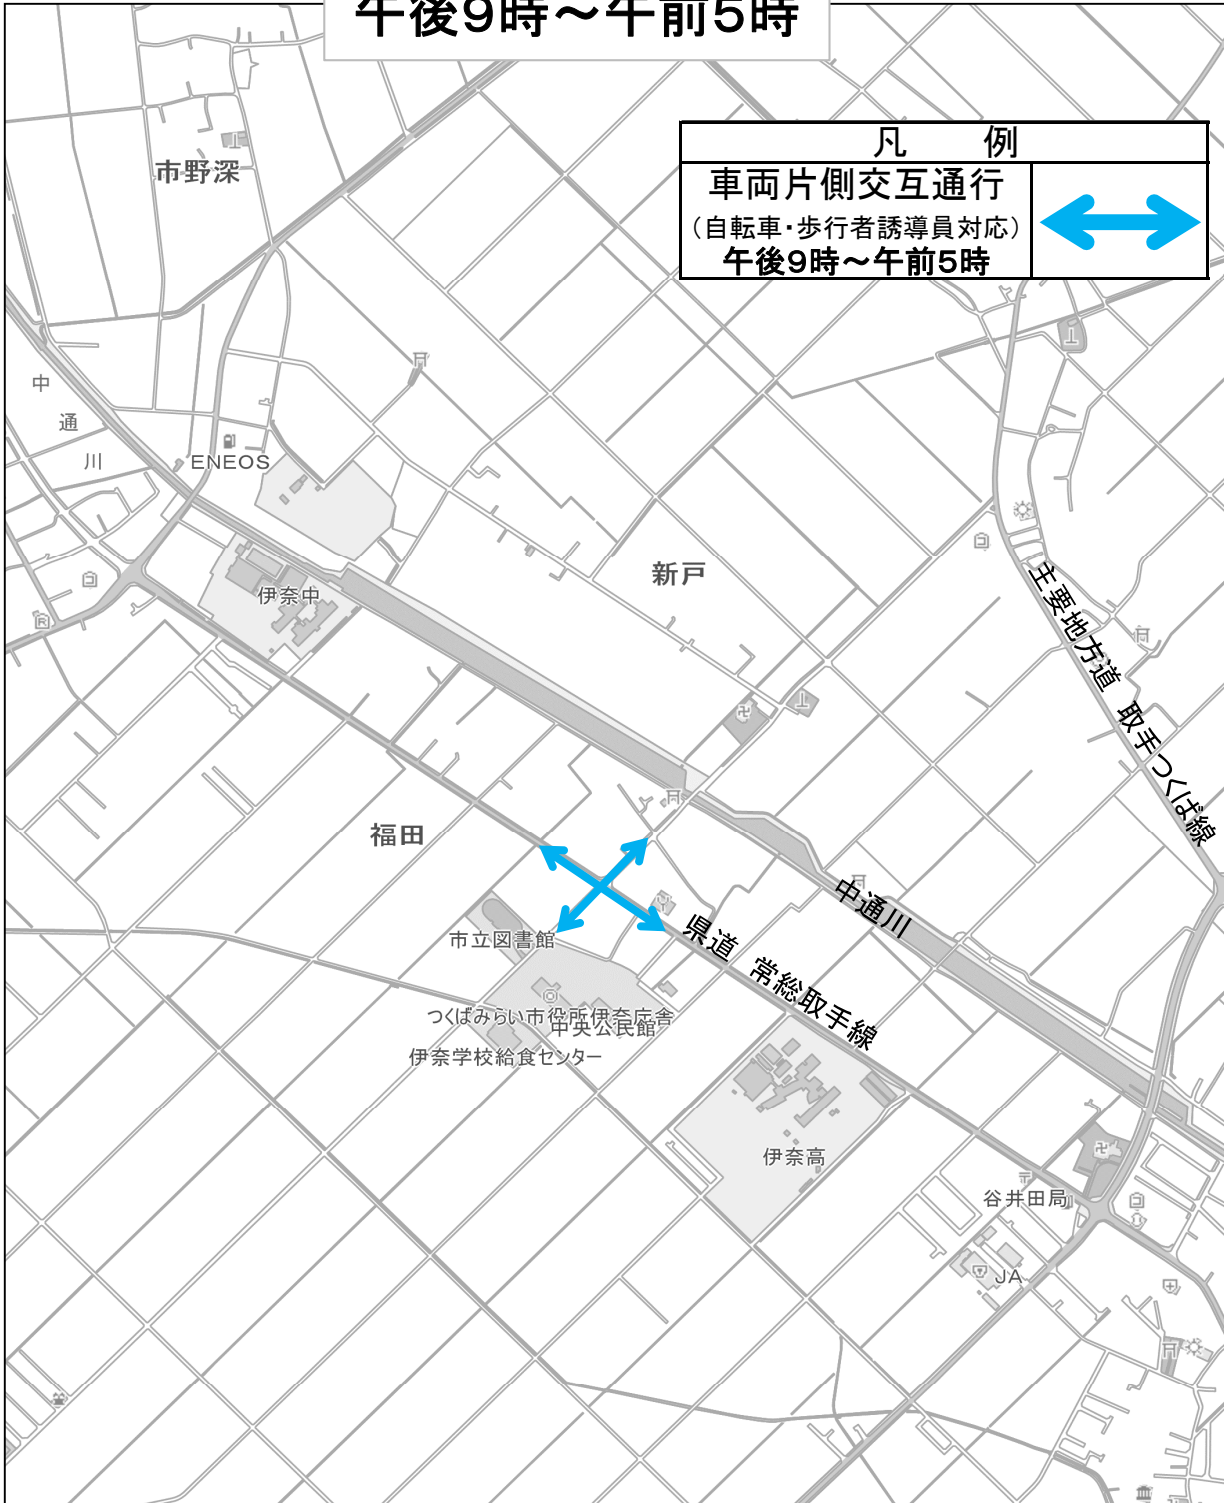 午後9時～午前5時
凡　例
車両片側交互通行
（自転車・歩行者誘導員対応）
午後9時～午前5時
市野深
中通川
ENEOS
伊奈中
新戸
主要地方道　取手つくば線
福田
市立図書館
中通川
県道　常総取手線
つくばみらい市役所伊奈庁舎
中央公民館
伊奈学校給食センター
伊奈高
谷井田局
JA